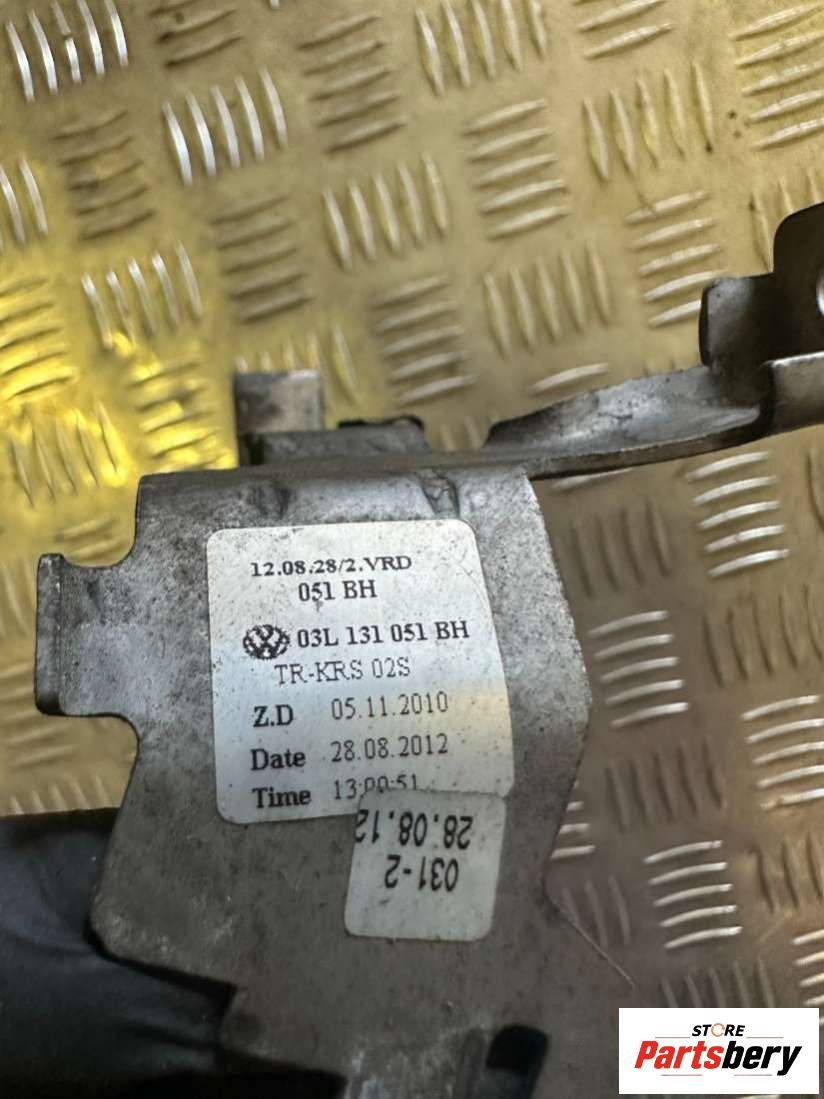 12.08.28/2.VRD
051 BH
03L 131 051 BH
TR-KRS 02S
Z.D 05.11.2010
Date 28.08.2012
Time 13:00:51
28.08.12
031-2
STORE
Partsbery